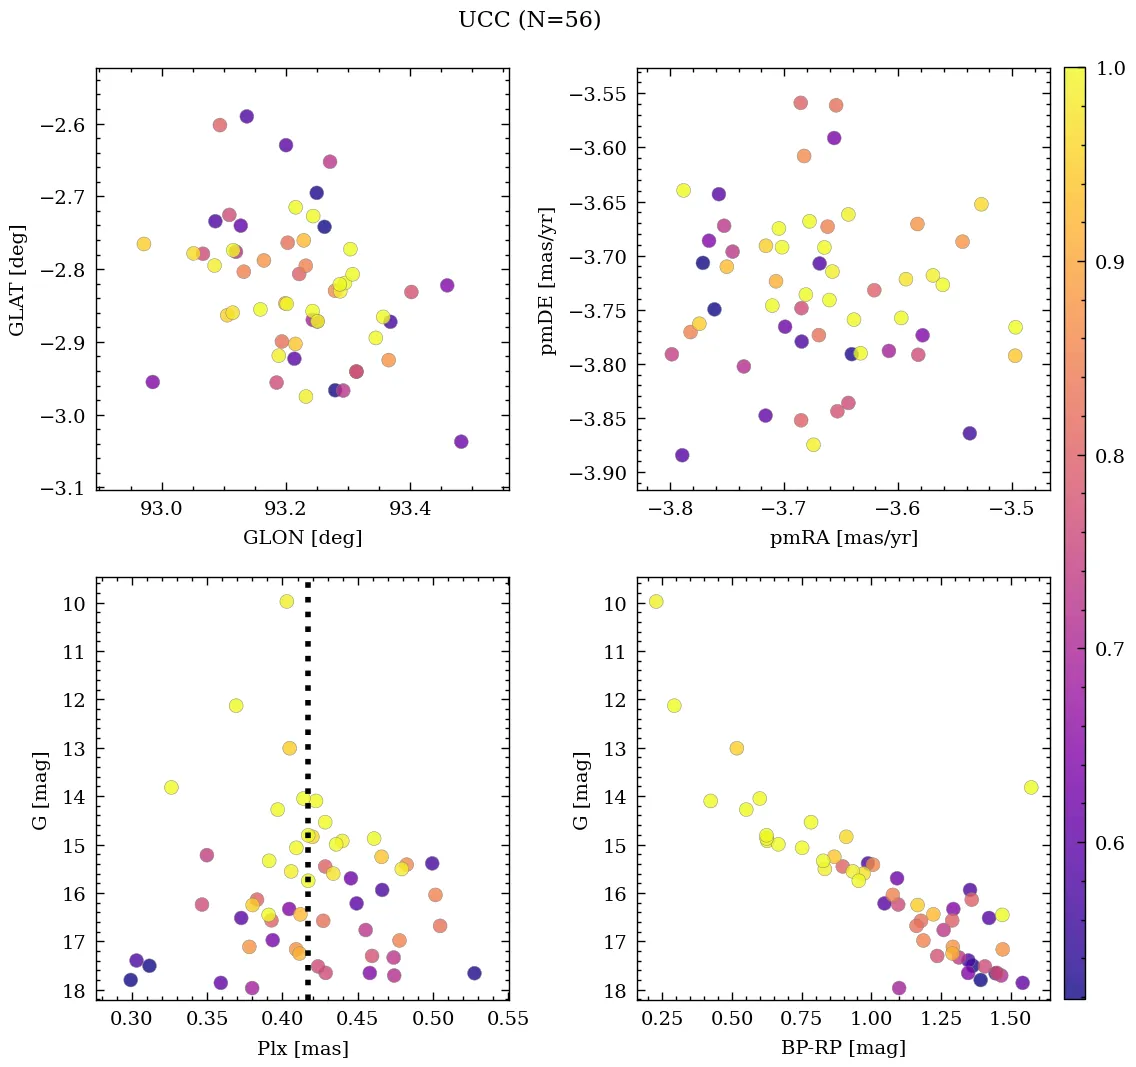 UCC (N=56)
−2.6
−2.7
−2.8
−2.9
−3.0
−3.1
GLAT [deg]
93.0 93.2 93.4
GLON [deg]
−3.55
−3.60
−3.65
−3.70
−3.75
−3.80
−3.85
−3.90
pmDE [mas/yr]
−3.8 −3.7 −3.6 −3.5
pmRA [mas/yr]
10
11
12
13
14
15
16
17
18
G [mag]
0.30 0.35 0.40 0.45 0.50 0.55
Plx [mas]
10
11
12
13
14
15
16
17
18
G [mag]
0.25 0.50 0.75 1.00 1.25 1.50
BP-RP [mag]
1.0
0.9
0.8
0.7
0.6